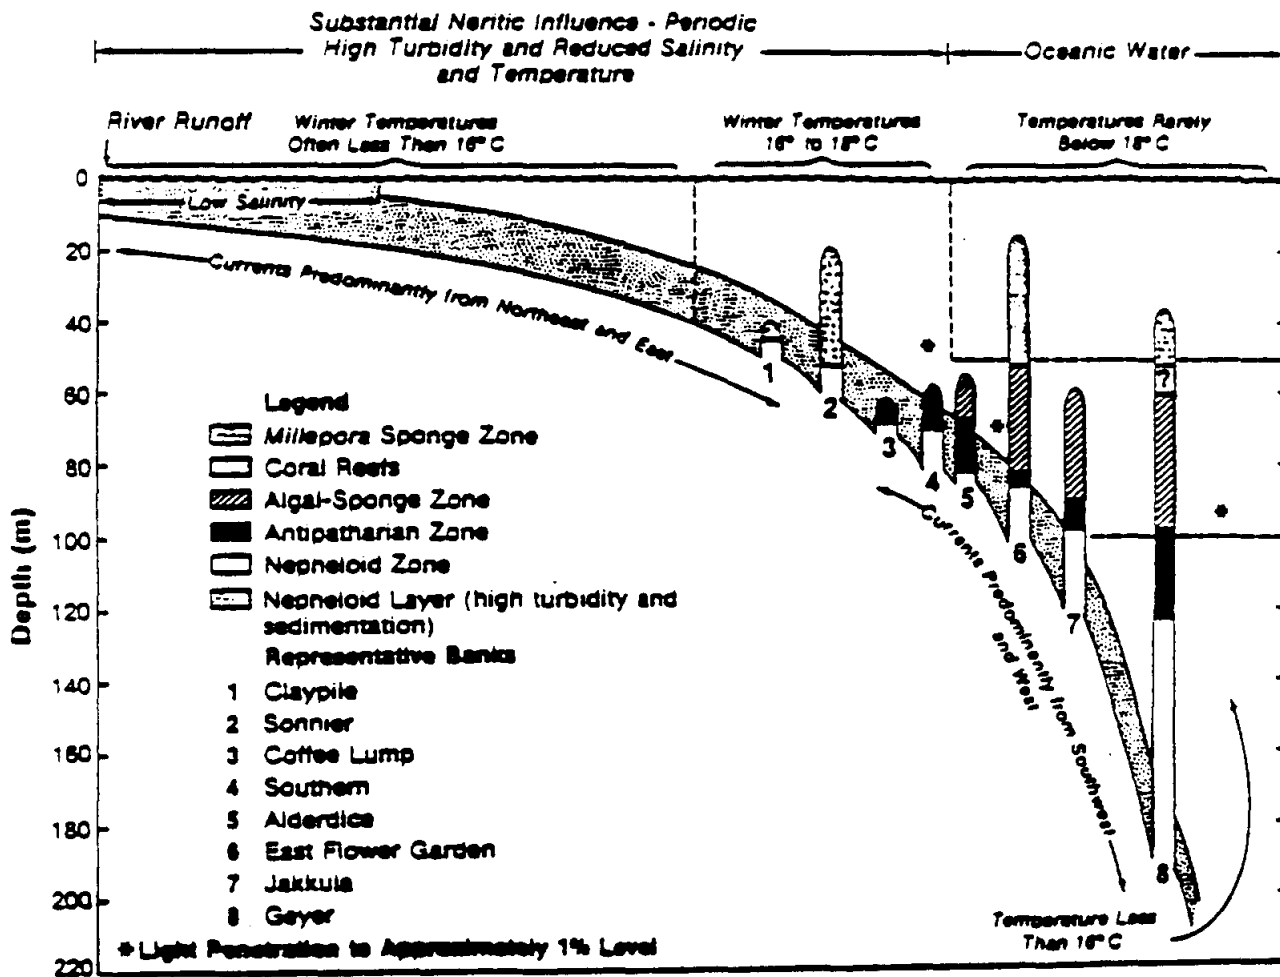 Substantial Neritic Influence - Periodic
High Turbidity and Reduced Salinity
and Temperature
Oceanic Water
River Runoff
Winter Temperatures
Often Less Than 16° C
Winter Temperatures
16° to 18° C
Temperatures Rarely
Below 18° C
0
20
40
60
80
100
120
140
160
180
200
220
Depth (m)
Low Salinity
Currents Predominantly from Northeast and East
1
2
3
4
5
6
7
8
?
*
*
*
*
Currents Predominently from Southwest
and West
Temperature Less
Than 16° C
Legend
Millepora Sponge Zone
Coral Reefs
Algal-Sponge Zone
Antipatharian Zone
Nepneloid Zone
Nepneloid Layer (high turbidity and
sedimentation)
Representative Banks
1 Claypile
2 Sonnier
3 Coffee Lump
4 Southern
5 Alderdice
6 East Flower Garden
7 Jakkula
8 Geyer
* Light Penetration to Approximately 1% Level